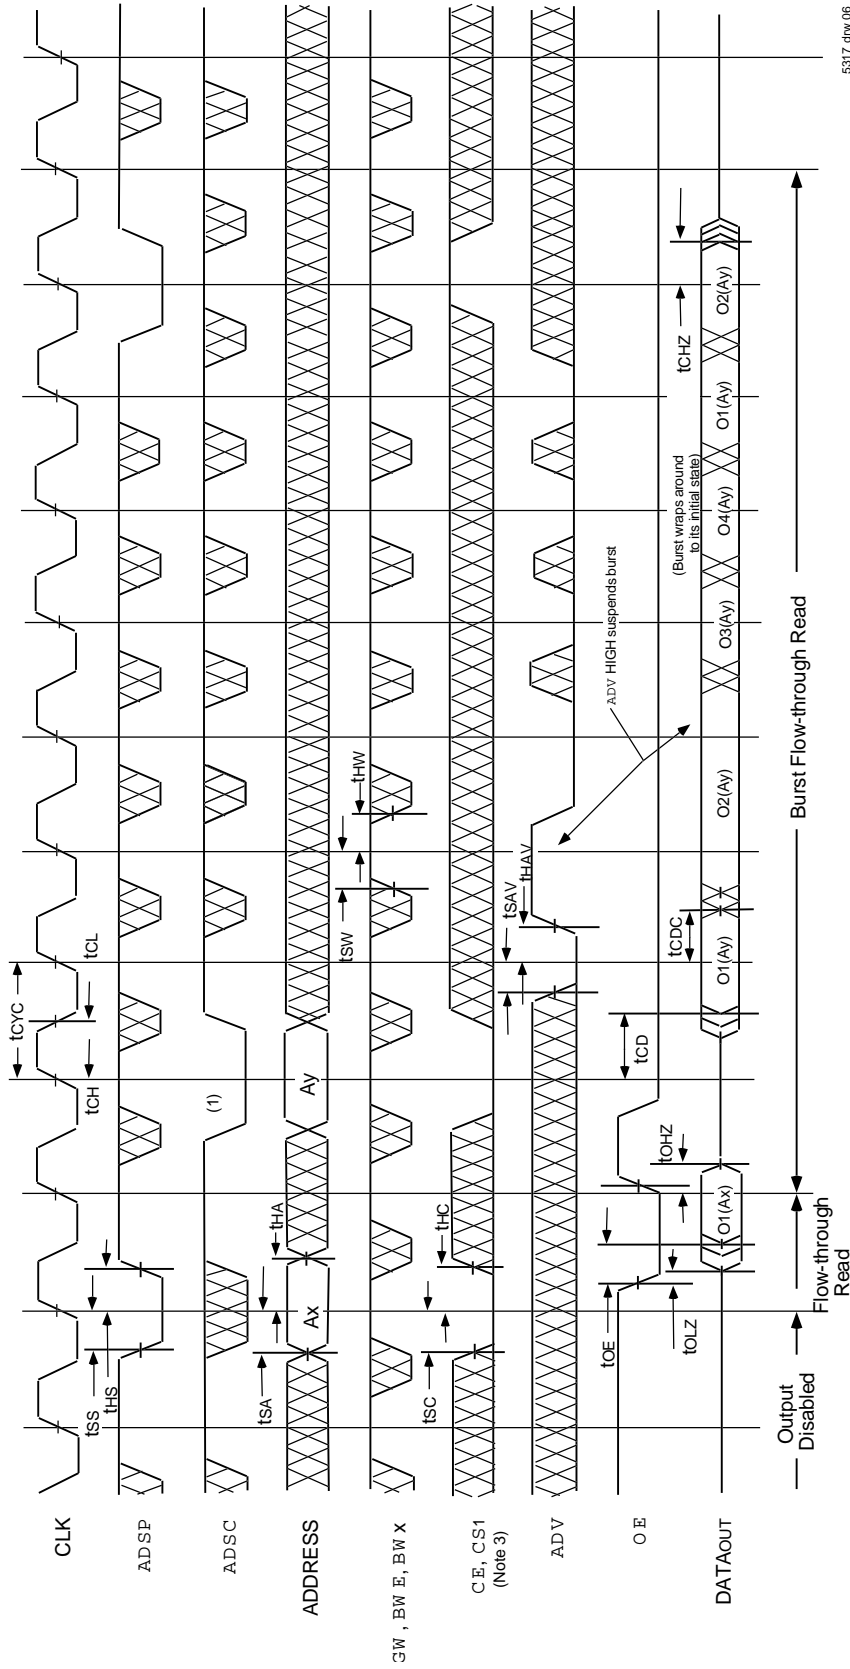 CLK
tCYC
tCH
tCL
tSS
tHS
ADSP
ADSC
(1)
tSA
tHA
ADDRESS
Ax
Ay
tSW
tHW
GW, BWE, BWx
tSC
tHC
CE, CS1
(Note 3)
tSAV
tHAV
ADV
ADV HIGH suspends burst
OE
tOE
tOHZ
tOLZ
tCD
tCDC
(Burst wraps around
to its initial state)
tCHZ
DATAOUT
O1(Ax)
O1(Ay)
O2(Ay)
O3(Ay)
O4(Ay)
O1(Ay)
O2(Ay)
Output
Disabled
Flow-through
Read
Burst Flow-through Read
5317 drw 06